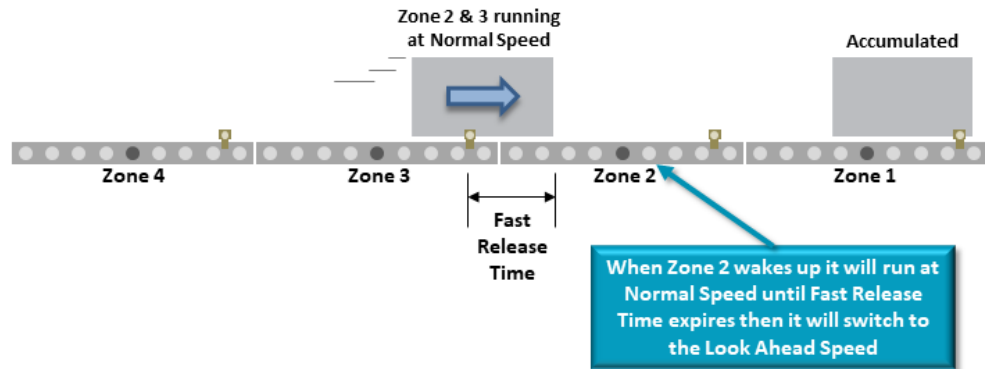 Zone 2 & 3 running
at Normal Speed
Accumulated
Zone 4
Zone 3
Zone 2
Zone 1
Fast
Release
Time
When Zone 2 wakes up it will run at
Normal Speed until Fast Release
Time expires then it will switch to
the Look Ahead Speed